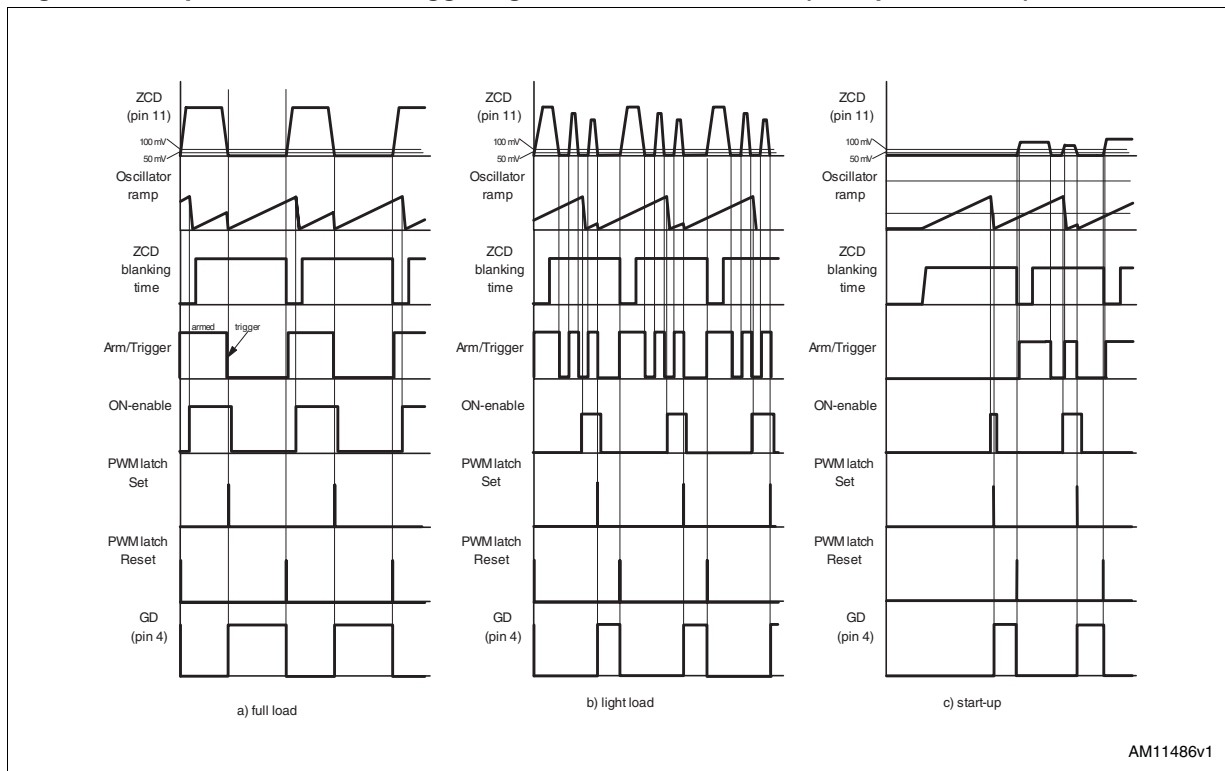 ZCD
(pin 11)
100 mV
50 mV
Oscillator
ramp
ZCD
blanking
time
armed
trigger
Arm/Trigger
ON-enable
PWM latch
Set
PWM latch
Reset
GD
(pin 4)
a) full load
ZCD
(pin 11)
100 mV
50 mV
Oscillator
ramp
ZCD
blanking
time
Arm/Trigger
ON-enable
PWM latch
Set
PWM latch
Reset
GD
(pin 4)
b) light load
ZCD
(pin 11)
100 mV
50 mV
Oscillator
ramp
ZCD
blanking
time
Arm/Trigger
ON-enable
PWM latch
Set
PWM latch
Reset
GD
(pin 4)
c) start-up
AM11486v1